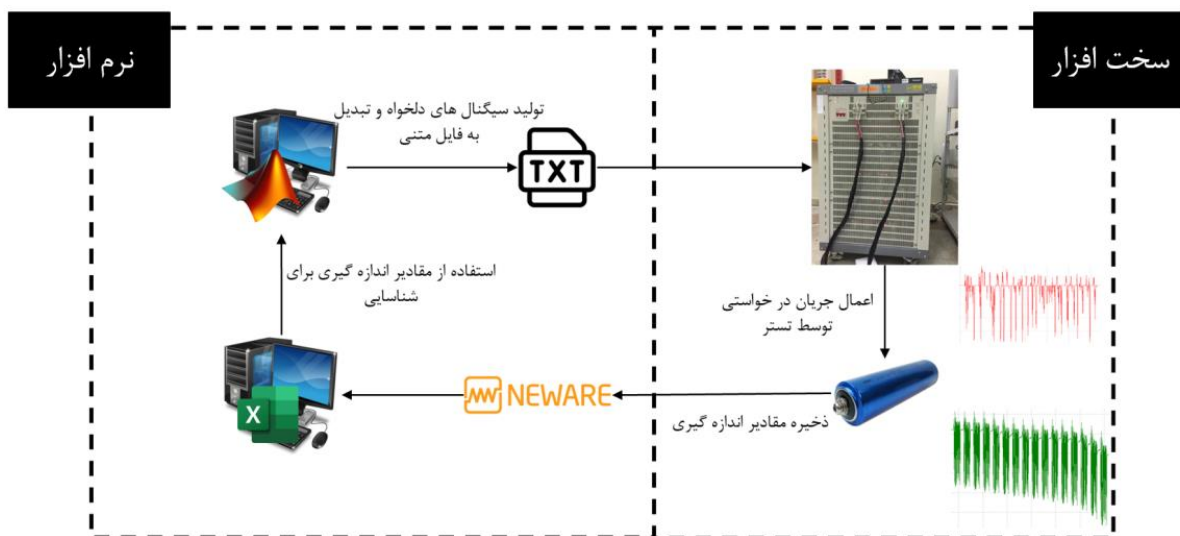 سخت افزار
نرم افزار
تولید سیگنال های دلخواه و تبدیل
به فایل متنی
TXT
استفاده از مقادیر اندازه گیری برای
شناسایی
اعمال جریان در خواستی
توسط تستر
NEWARE
ذخیره مقادیر اندازه گیری
X